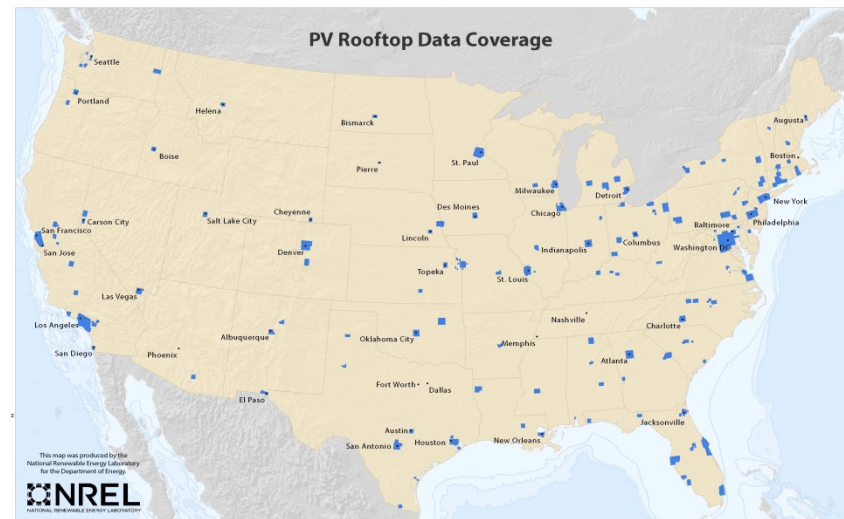 PV Rooftop Data Coverage
Seattle
Portland
Helena
Bismarck
Augusta
Boise
Pierre
St. Paul
Boston
Milwaukee
Detroit
New York
Cheyenne
Des Moines
Chicago
Carson City
Salt Lake City
Philadelphia
San Francisco
Lincoln
Baltimore
Denver
Indianapolis
Columbus
Washington DC
San Jose
Topeka
St. Louis
Las Vegas
Nashville
Los Angeles
Albuquerque
Oklahoma City
Memphis
Charlotte
San Diego
Phoenix
Atlanta
Fort Worth
Dallas
El Paso
Jacksonville
Austin
San Antonio
Houston
New Orleans
This map was produced by the
National Renewable Energy Laboratory
for the Department of Energy.
NREL
NATIONAL RENEWABLE ENERGY LABORATORY